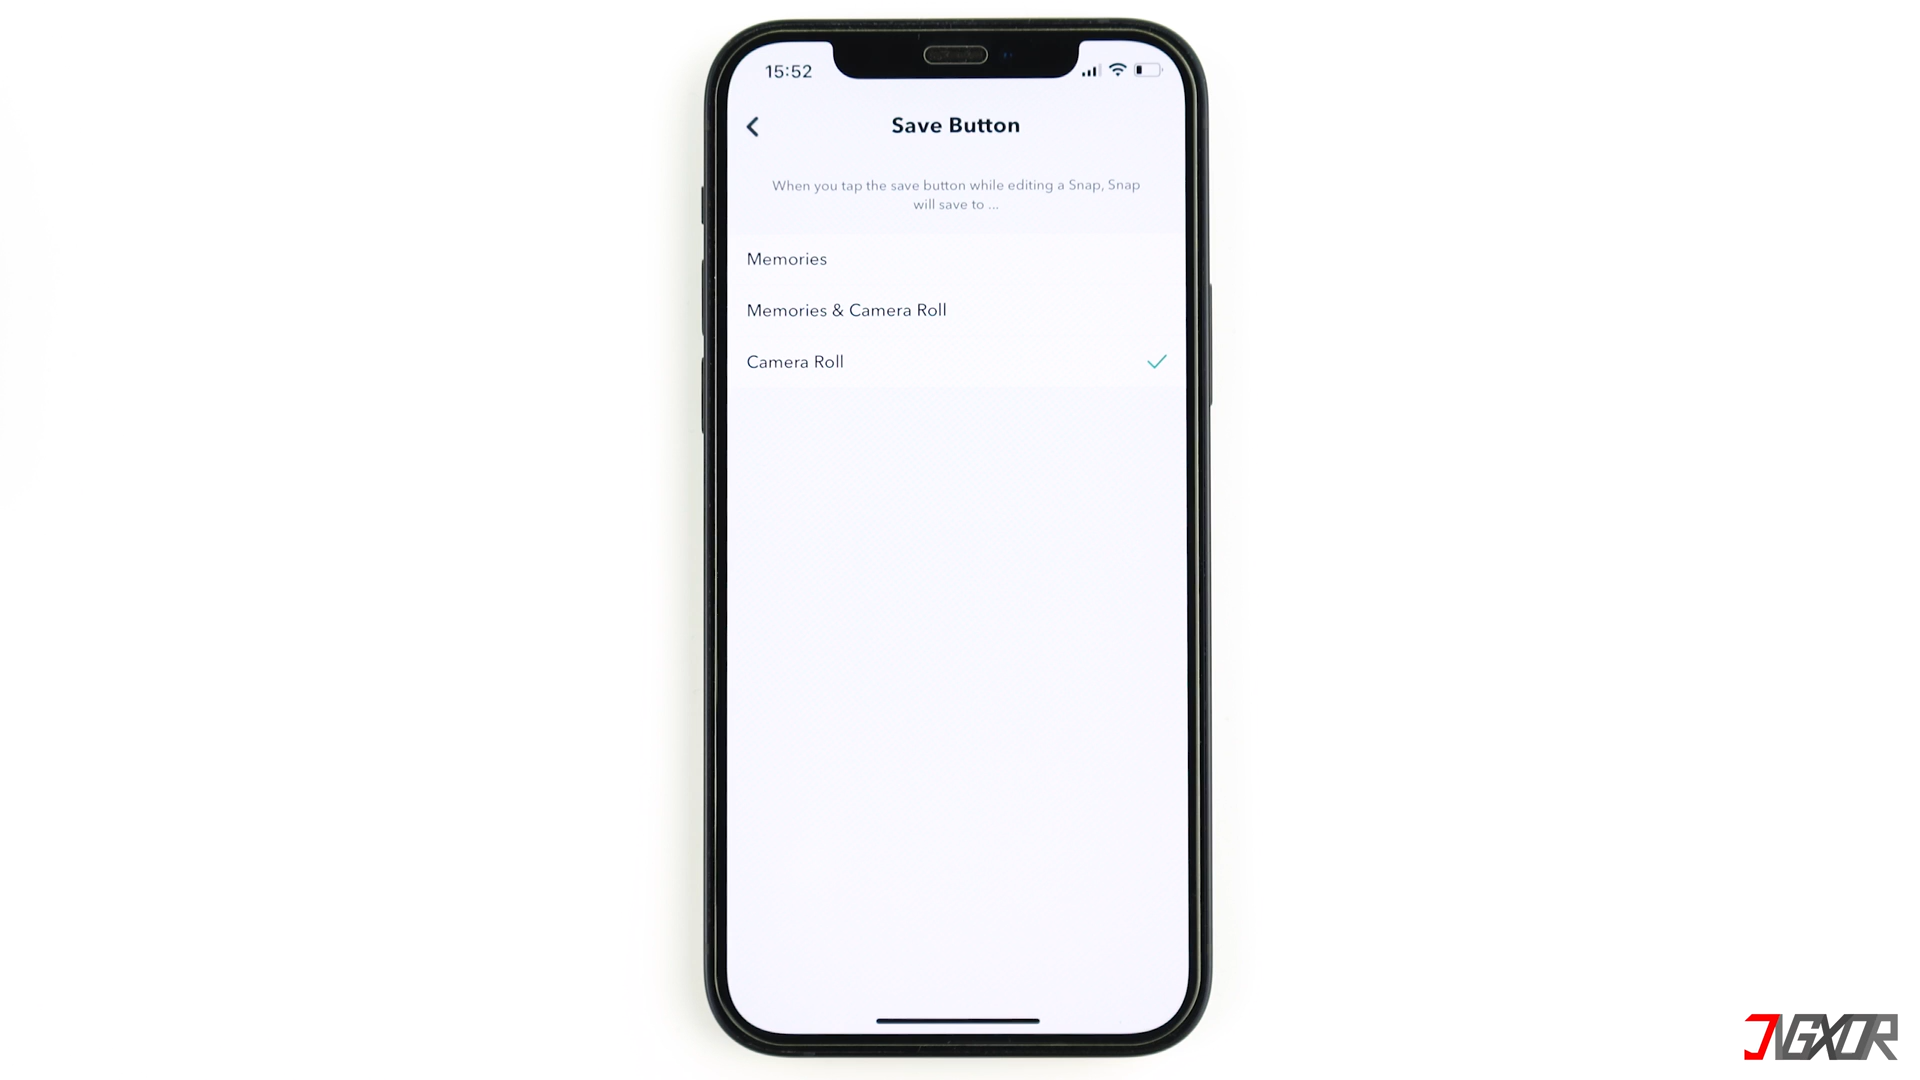 15:52
Save Button
When you tap the save button while editing a Snap, Snap
will save to ...
Memories
Memories & Camera Roll
Camera Roll
JVGXOR